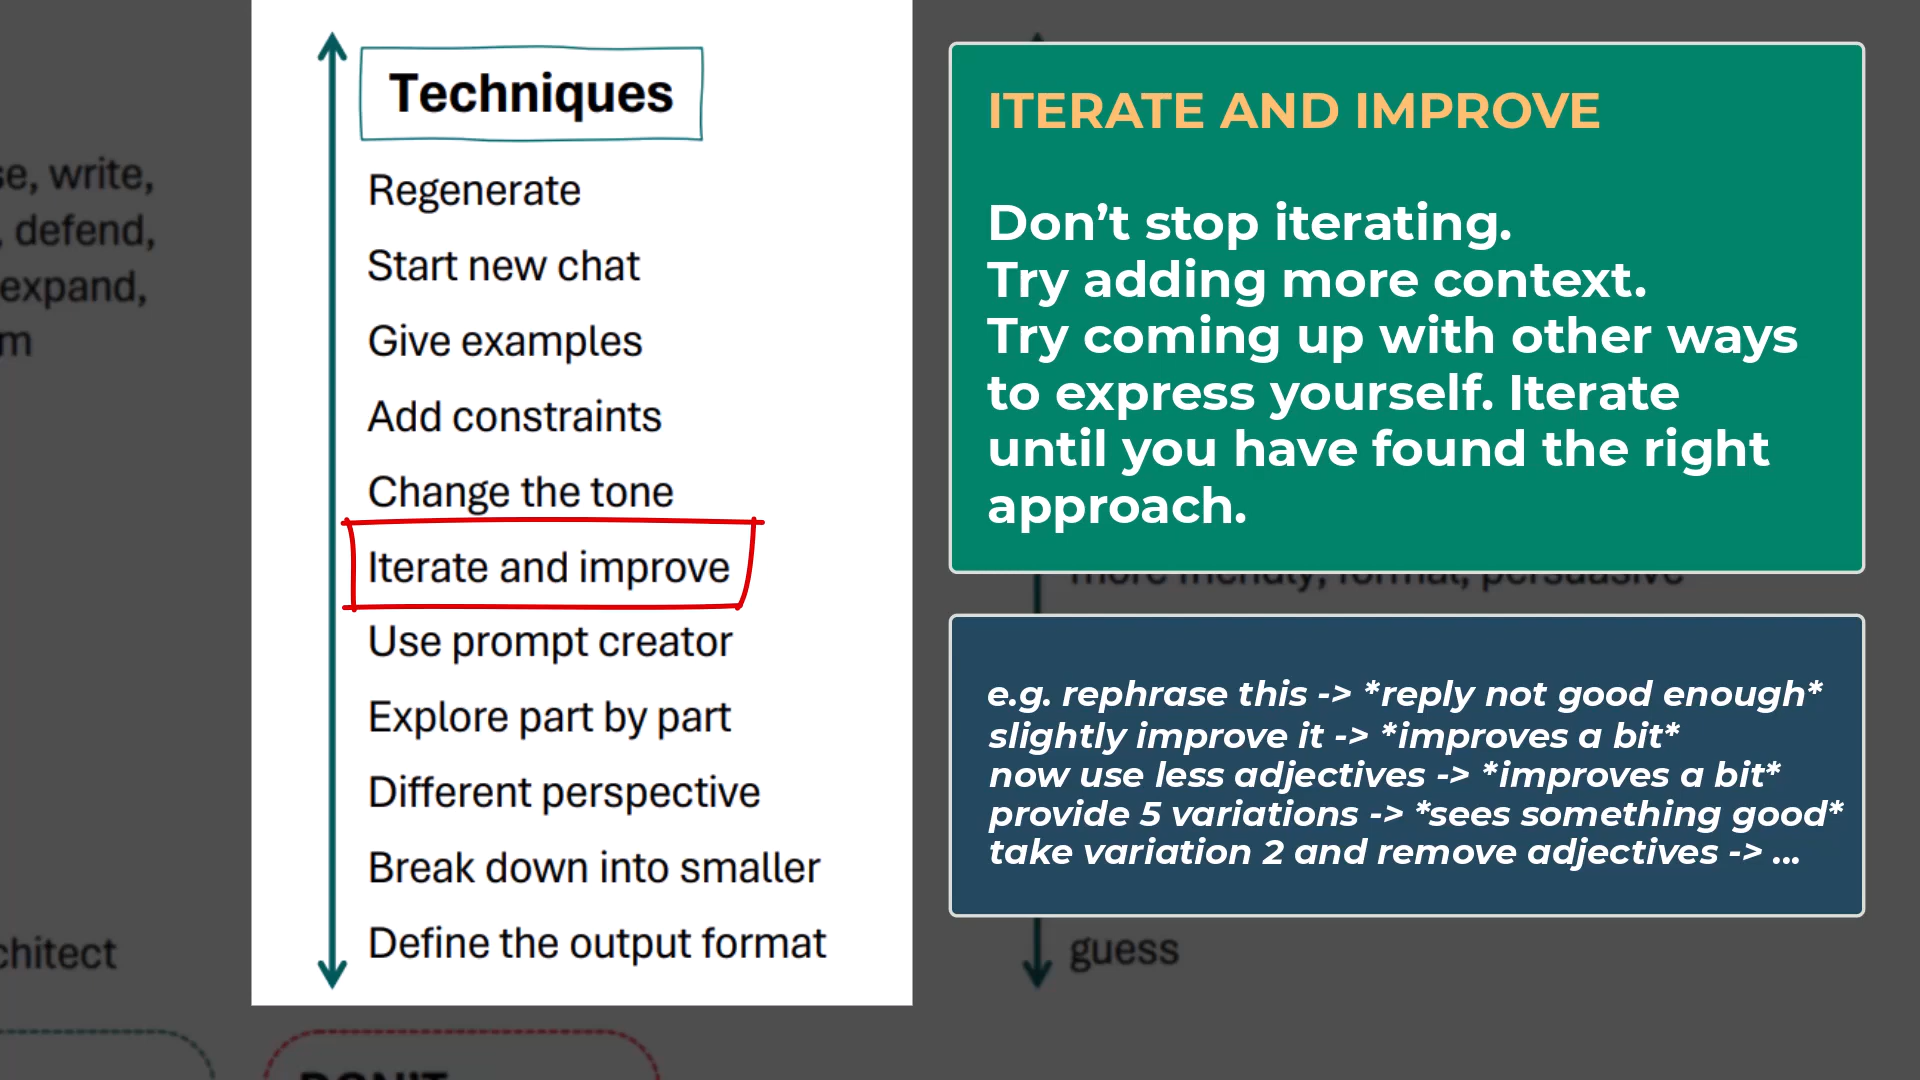 Techniques
Regenerate
Start new chat
Give examples
Add constraints
Change the tone
Iterate and improve
Use prompt creator
Explore part by part
Different perspective
Break down into smaller
Define the output format
ITERATE AND IMPROVE
Don’t stop iterating.
Try adding more context.
Try coming up with other ways
to express yourself. Iterate
until you have found the right
approach.
more friendly, formal, persuasive
e.g. rephrase this -> *reply not good enough*
slightly improve it -> *improves a bit*
now use less adjectives -> *improves a bit*
provide 5 variations -> *sees something good*
take variation 2 and remove adjectives -> ...
guess
write,
defend,
expand,